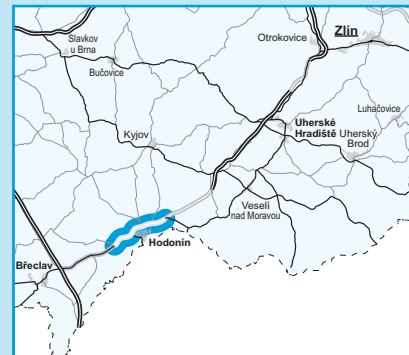 Zlín
Otrokovice
Slavkov
u Brna
Bučovice
Luhačovice
Uherské
Hradiště
Uherský
Brod
Kyjov
Veselí
nad Moravou
Hodonín
Břeclav